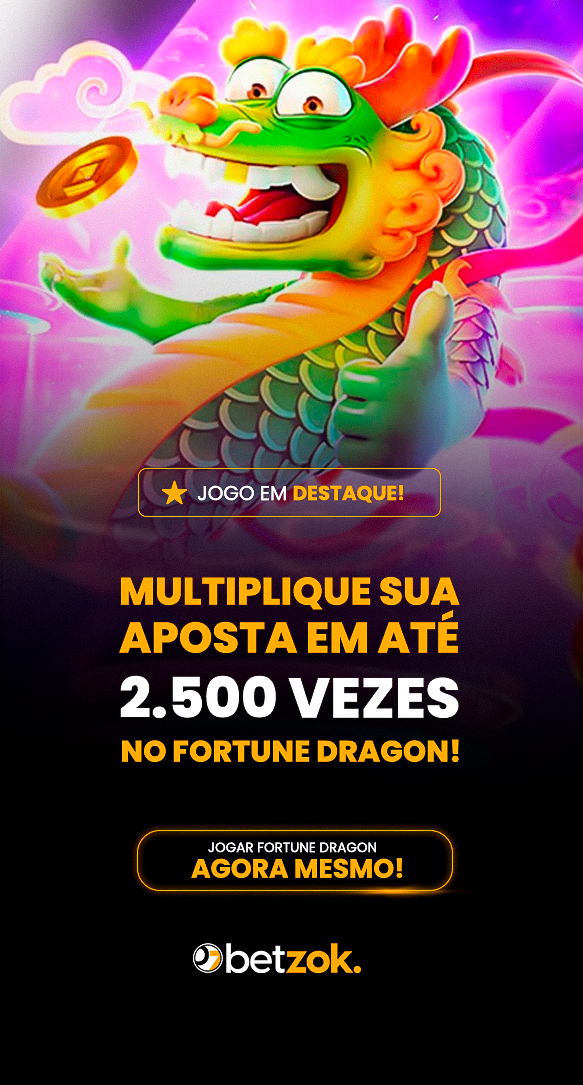 JOGO EM DESTAQUE!
MULTIPLIQUE SUA
APOSTA EM ATÉ
2.500 VEZES
NO FORTUNE DRAGON!
JOGAR FORTUNE DRAGON
AGORA MESMO!
betzok.